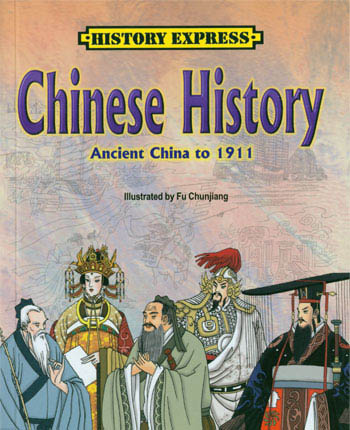 HISTORY EXPRESS
Chinese History
Ancient China to 1911
Illustrated by Fu Chunjiang